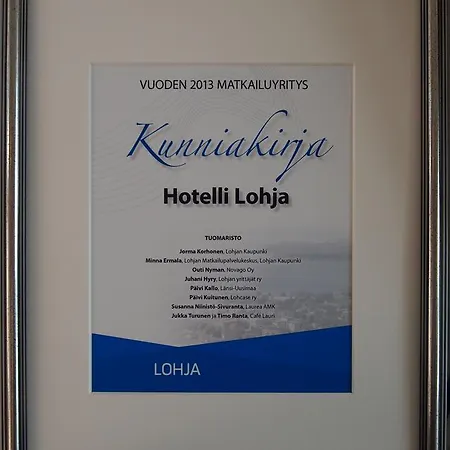 VUODEN 2013 MATKAILUYRITYS
Kunniakirja
Hotelli Lohja
TUOMARISTO
Jorma Korhonen, Lohjan Kaupunki
Minna Ermala, Lohjan Matkailupalvelukeskus, Lohjan Kaupunki
Outi Nyman, Novago Oy
Juhani Hyry, Lohjan yrittäjät ry
Päivi Kallo, Länsi-Uusimaa
Päivi Kuitunen, Lohcase ry
Susanna Niinistö-Sivuranta, Laurea AMK
Jukka Turunen ja Timo Ranta, Café Lauri
LOHJA